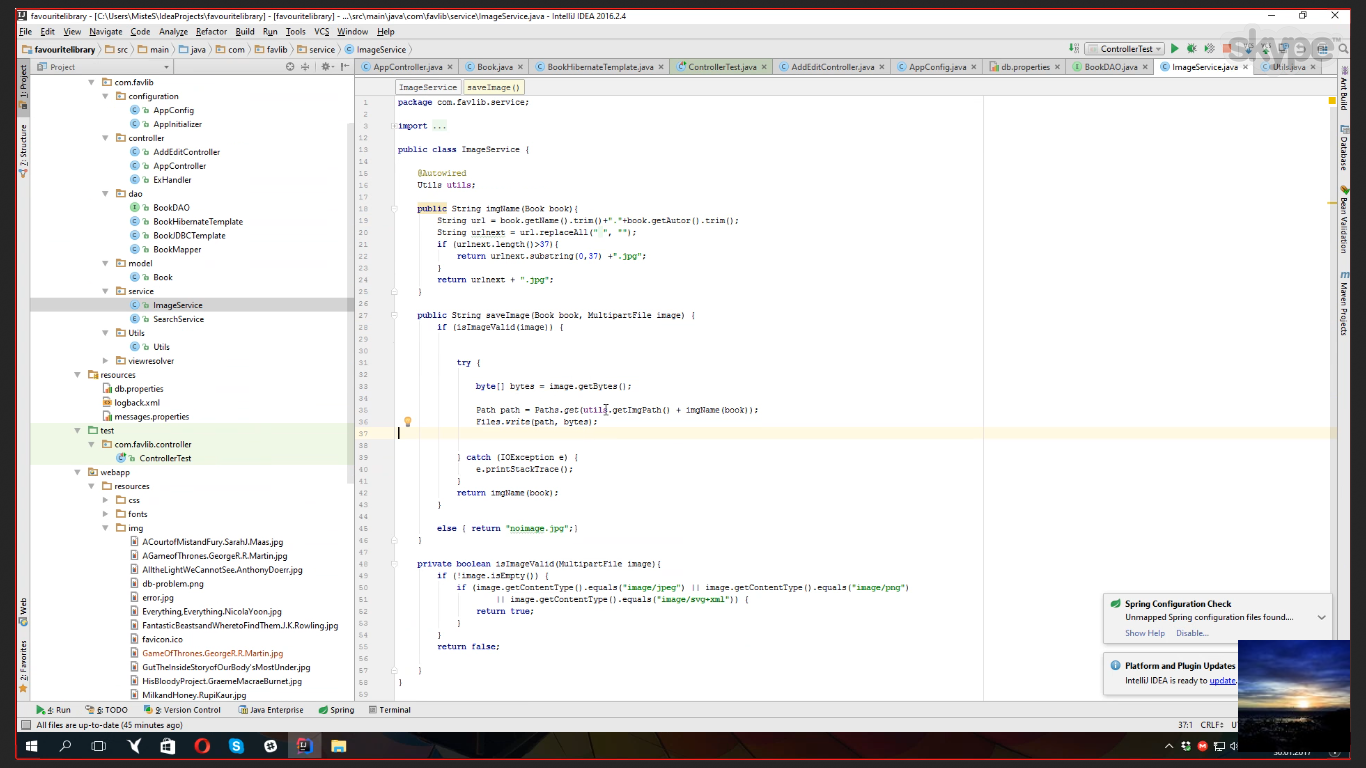 favouritelibrary - [C:\Users\MisteS\IdeaProjects\favouritelibrary] - [favouritelibrary] - ...\src\main\java\com\favlib\service\ImageService.java - IntelliJ IDEA 2016.2.4
File Edit View Navigate Code Analyze Refactor Build Run Tools VCS Window Help
skype™
favouritelibrary src main java com favlib service ImageService
ControllerTest
Project
AppController.java Book.java BookHibernateTemplate.java ControllerTest.java AddEditController.java AppConfig.java db.properties BookDAO.java ImageService.java Utils.java
ImageService saveImage()
1: Project
Z: Structure
Web
2: Favorites
Ant Build
Database
Bean Validation
Maven Projects
com.favlib
configuration
AppConfig
AppInitializer
controller
AddEditController
AppController
ExHandler
dao
BookDAO
BookHibernateTemplate
BookJDBCTemplate
BookMapper
model
Book
service
ImageService
SearchService
Utils
Utils
viewresolver
resources
db.properties
logback.xml
messages.properties
test
com.favlib.controller
ControllerTest
webapp
resources
css
fonts
img
ACourtofMistandFury.SarahJ.Maas.jpg
AGameofThrones.GeorgeR.R.Martin.jpg
AlltheLightWeCannotSee.AnthonyDoerr.jpg
db-problem.png
error.jpg
Everything,Everything.NicolaYoon.jpg
FantasticBeastsandWheretoFindThem.J.K.Rowling.jpg
favicon.ico
GameOfThrones.GeorgeR.R.Martin.jpg
GutTheInsideStoryofOurBody'sMostUnder.jpg
HisBloodyProject.GraemeMacraeBurnet.jpg
MilkandHoney.RupiKaur.jpg
1 package com.favlib.service;
2
3 import ...
12
13 public class ImageService {
14
15 @Autowired
16 Utils utils;
17
18 public String imgName(Book book){
19 String url = book.getName().trim()+"."+book.getAutor().trim();
20 String urlnext = url.replaceAll(" ", "");
21 if (urlnext.length()>37){
22 return urlnext.substring(0,37) +".jpg";
23 }
24 return urlnext + ".jpg";
25 }
26
27 public String saveImage(Book book, MultipartFile image) {
28 if (isImageValid(image)) {
29
30
31 try {
32
33 byte[] bytes = image.getBytes();
34
35 Path path = Paths.get(utils.getImgPath() + imgName(book));
36 Files.write(path, bytes);
37
38
39 } catch (IOException e) {
40 e.printStackTrace();
41 }
42 return imgName(book);
43 }
44
45 else { return "noimage.jpg";}
46 }
47
48 private boolean isImageValid(MultipartFile image){
49 if (!image.isEmpty()) {
50 if (image.getContentType().equals("image/jpeg") || image.getContentType().equals("image/png")
51 || image.getContentType().equals("image/svg+xml")) {
52 return true;
53 }
54 }
55 return false;
56
57 }
58 }
59
Spring Configuration Check
Unmapped Spring configuration files found....
Show Help Disable...
Platform and Plugin Updates
IntelliJ IDEA is ready to update.
4: Run 6: TODO 9: Version Control Java Enterprise Spring Terminal
All files are up-to-date (45 minutes ago)
37:1 CRLF÷
30.01.2017